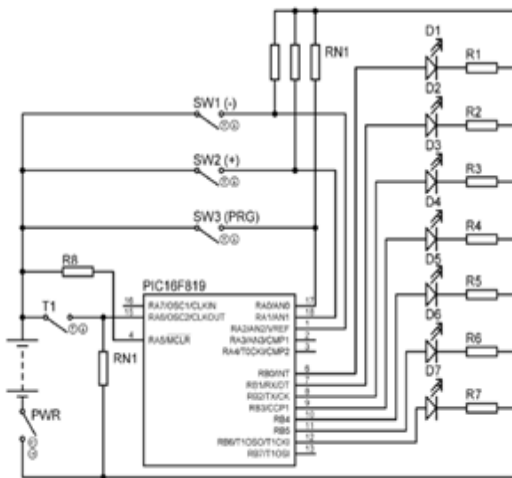 D1
RN1
R1
D2
SW1 (-)
R2
D3
SW2 (+)
R3
D4
SW3 (PRG)
R4
D5
R8
PIC16F819
R5
16 RA7/OSC1/CLKIN RA0/AN0 17
T1
15 RA6/OSC2/CLKOUT RA1/AN1 18
RA2/AN2/VREF 1
D6
4 RA5/MCLR RA3/AN3/CMP1 2
RA4/T0CKI/CMP2 3
R6
RN1
RB0/INT 6
D7
RB1/RX/DT 7
RB2/TX/CK 8
RB3/CCP1 9
R7
PWR
RB4 10
RB5 11
RB6/T1OSO/T1CKI 12
RB7/T1OSI 13